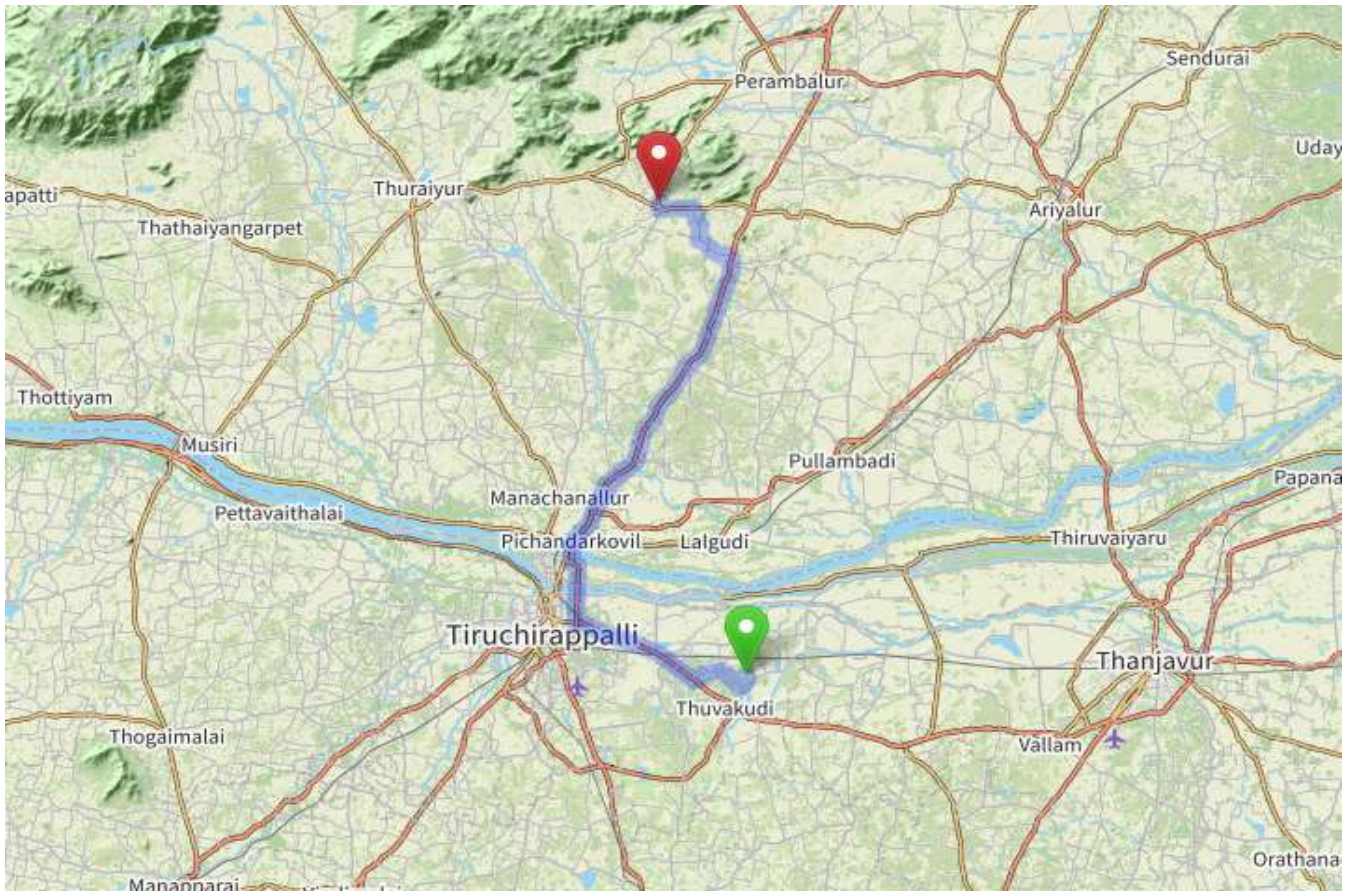 Sendurai
Perambalur
Uday
apatti
Thuraiyur
Ariyalur
Thathaiyangarpet
Thottiyam
Musiri
Pullambadi
Papana
Manachanallur
Pettavaithalai
Pichandarkovil
Lalgudi
Thiruvaiyaru
Tiruchirappalli
Thanjavur
Thuvakudi
Thogaimalai
Vallam
Orathana
Manapparai